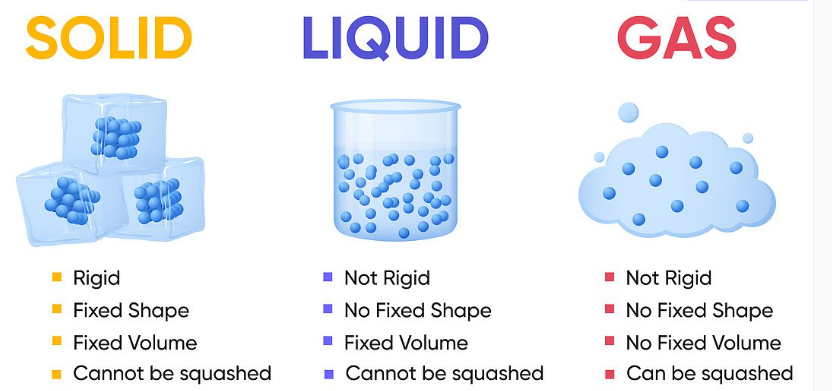 SOLID
Rigid
Fixed Shape
Fixed Volume
Cannot be squashed
LIQUID
Not Rigid
No Fixed Shape
Fixed Volume
Cannot be squashed
GAS
Not Rigid
No Fixed Shape
No Fixed Volume
Can be squashed